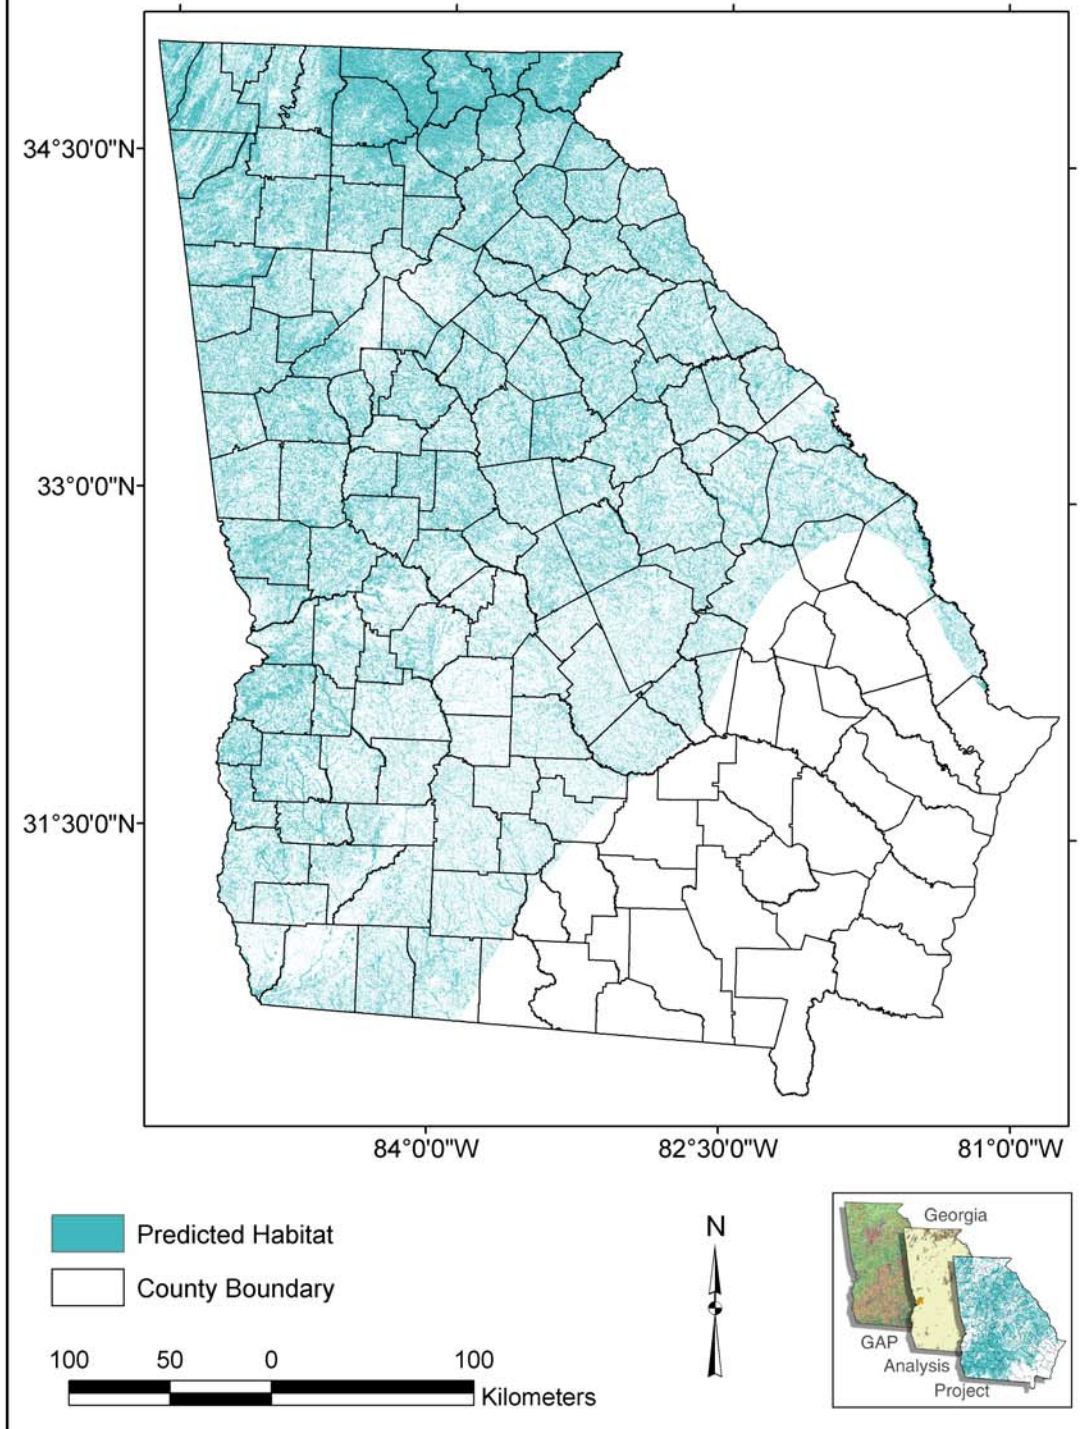 34°30'0"N
33°0'0"N
31°30'0"N
84°0'0"W 82°30'0"W 81°0'0"W
Predicted Habitat
County Boundary
100 50 0 100
Kilometers
N
Georgia
GAP
Analysis
Project